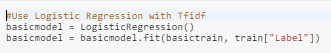 #Use Logistic Regression with Tfidf
basicmodel = LogisticRegression()
basicmodel = basicmodel.fit(basictrain, train["Label"])